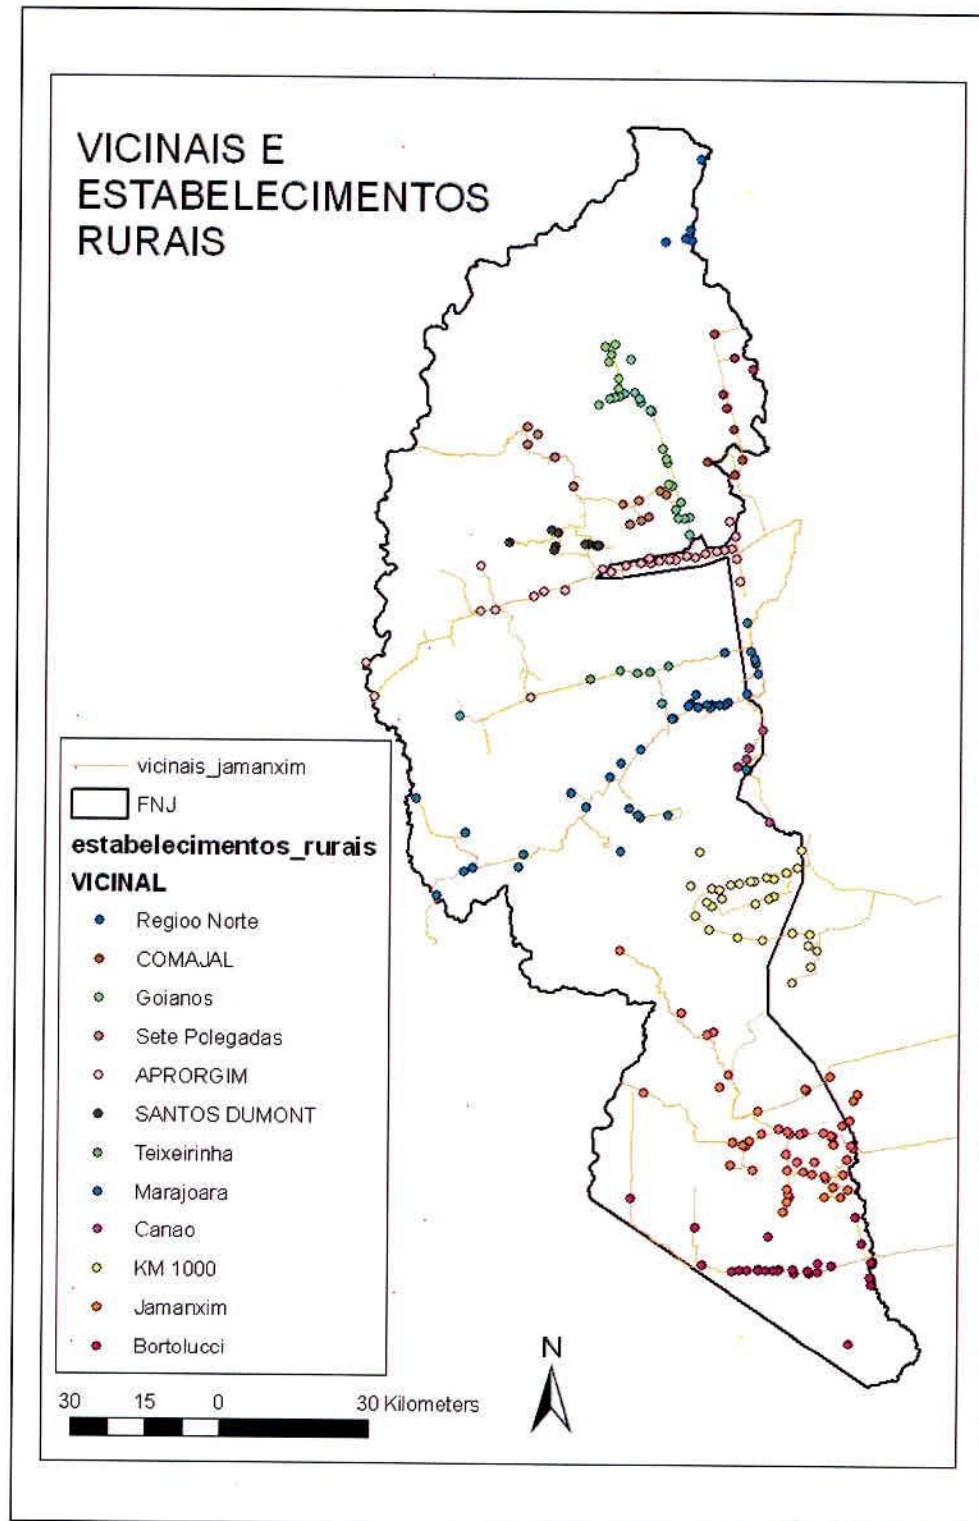 VICINAIS E
ESTABELECIMENTOS
RURAIS
vicinais_jamanxim
FNJ
estabelecimentos_rurais
VICINAL
Regioo Norte
COMAJAL
Goianos
Sete Polegadas
APRORGIM
SANTOS DUMONT
Teixeirinha
Marajoara
Canao
KM 1000
Jamanxim
Bortolucci
N
30 15 0 30 Kilometers